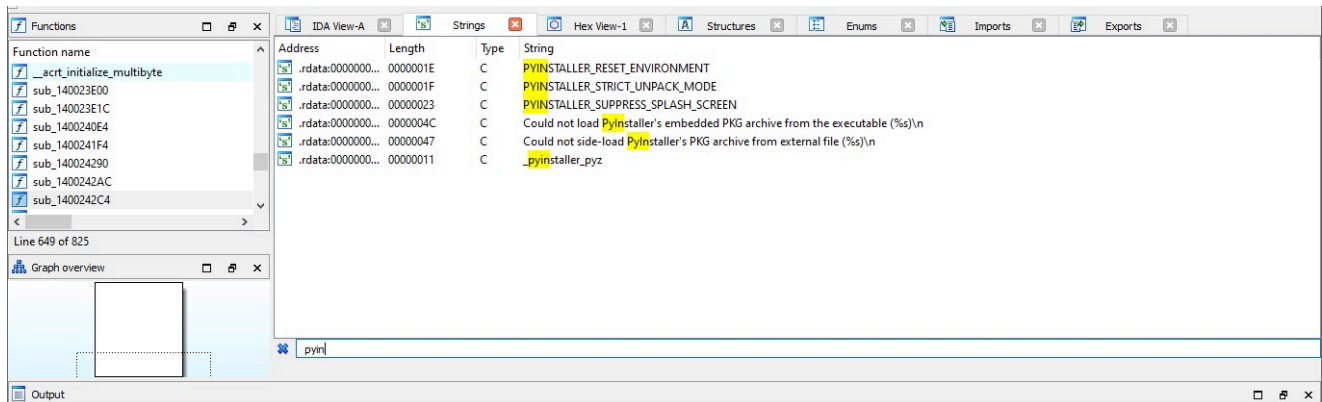 Functions
IDA View-A
Strings
Hex View-1
Structures
Enums
Imports
Exports
Function name
__acrt_initialize_multibyte
sub_140023E00
sub_140023E1C
sub_1400240E4
sub_1400241F4
sub_140024290
sub_1400242AC
sub_1400242C4
Line 649 of 825
Graph overview
Address Length Type String
.rdata:0000000... 0000001E C PYINSTALLER_RESET_ENVIRONMENT
.rdata:0000000... 0000001F C PYINSTALLER_STRICT_UNPACK_MODE
.rdata:0000000... 00000023 C PYINSTALLER_SUPPRESS_SPLASH_SCREEN
.rdata:0000000... 0000004C C Could not load PyInstaller's embedded PKG archive from the executable (%s)\n
.rdata:0000000... 00000047 C Could not side-load PyInstaller's PKG archive from external file (%s)\n
.rdata:0000000... 00000011 C _pyinstaller_pyz
pyin
Output